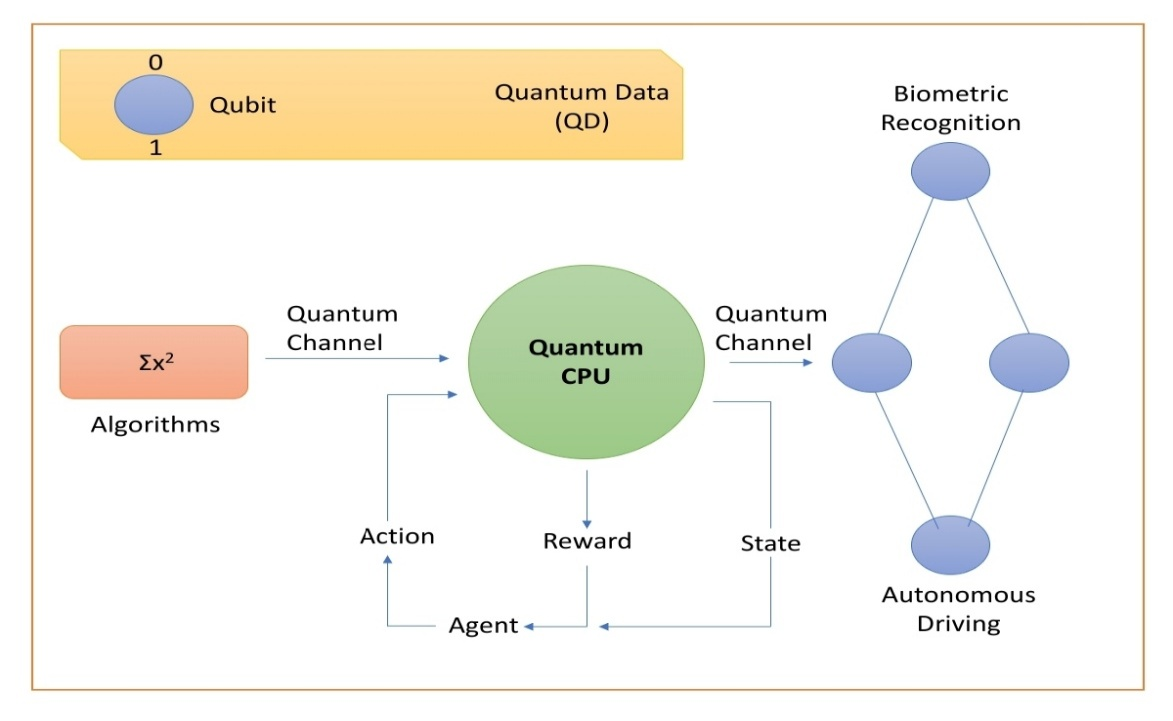 0
Qubit
1
Quantum Data
(QD)
Biometric
Recognition
Quantum
Channel
Σx²
Algorithms
Quantum
CPU
Quantum
Channel
Action
Reward
State
Agent
Autonomous
Driving